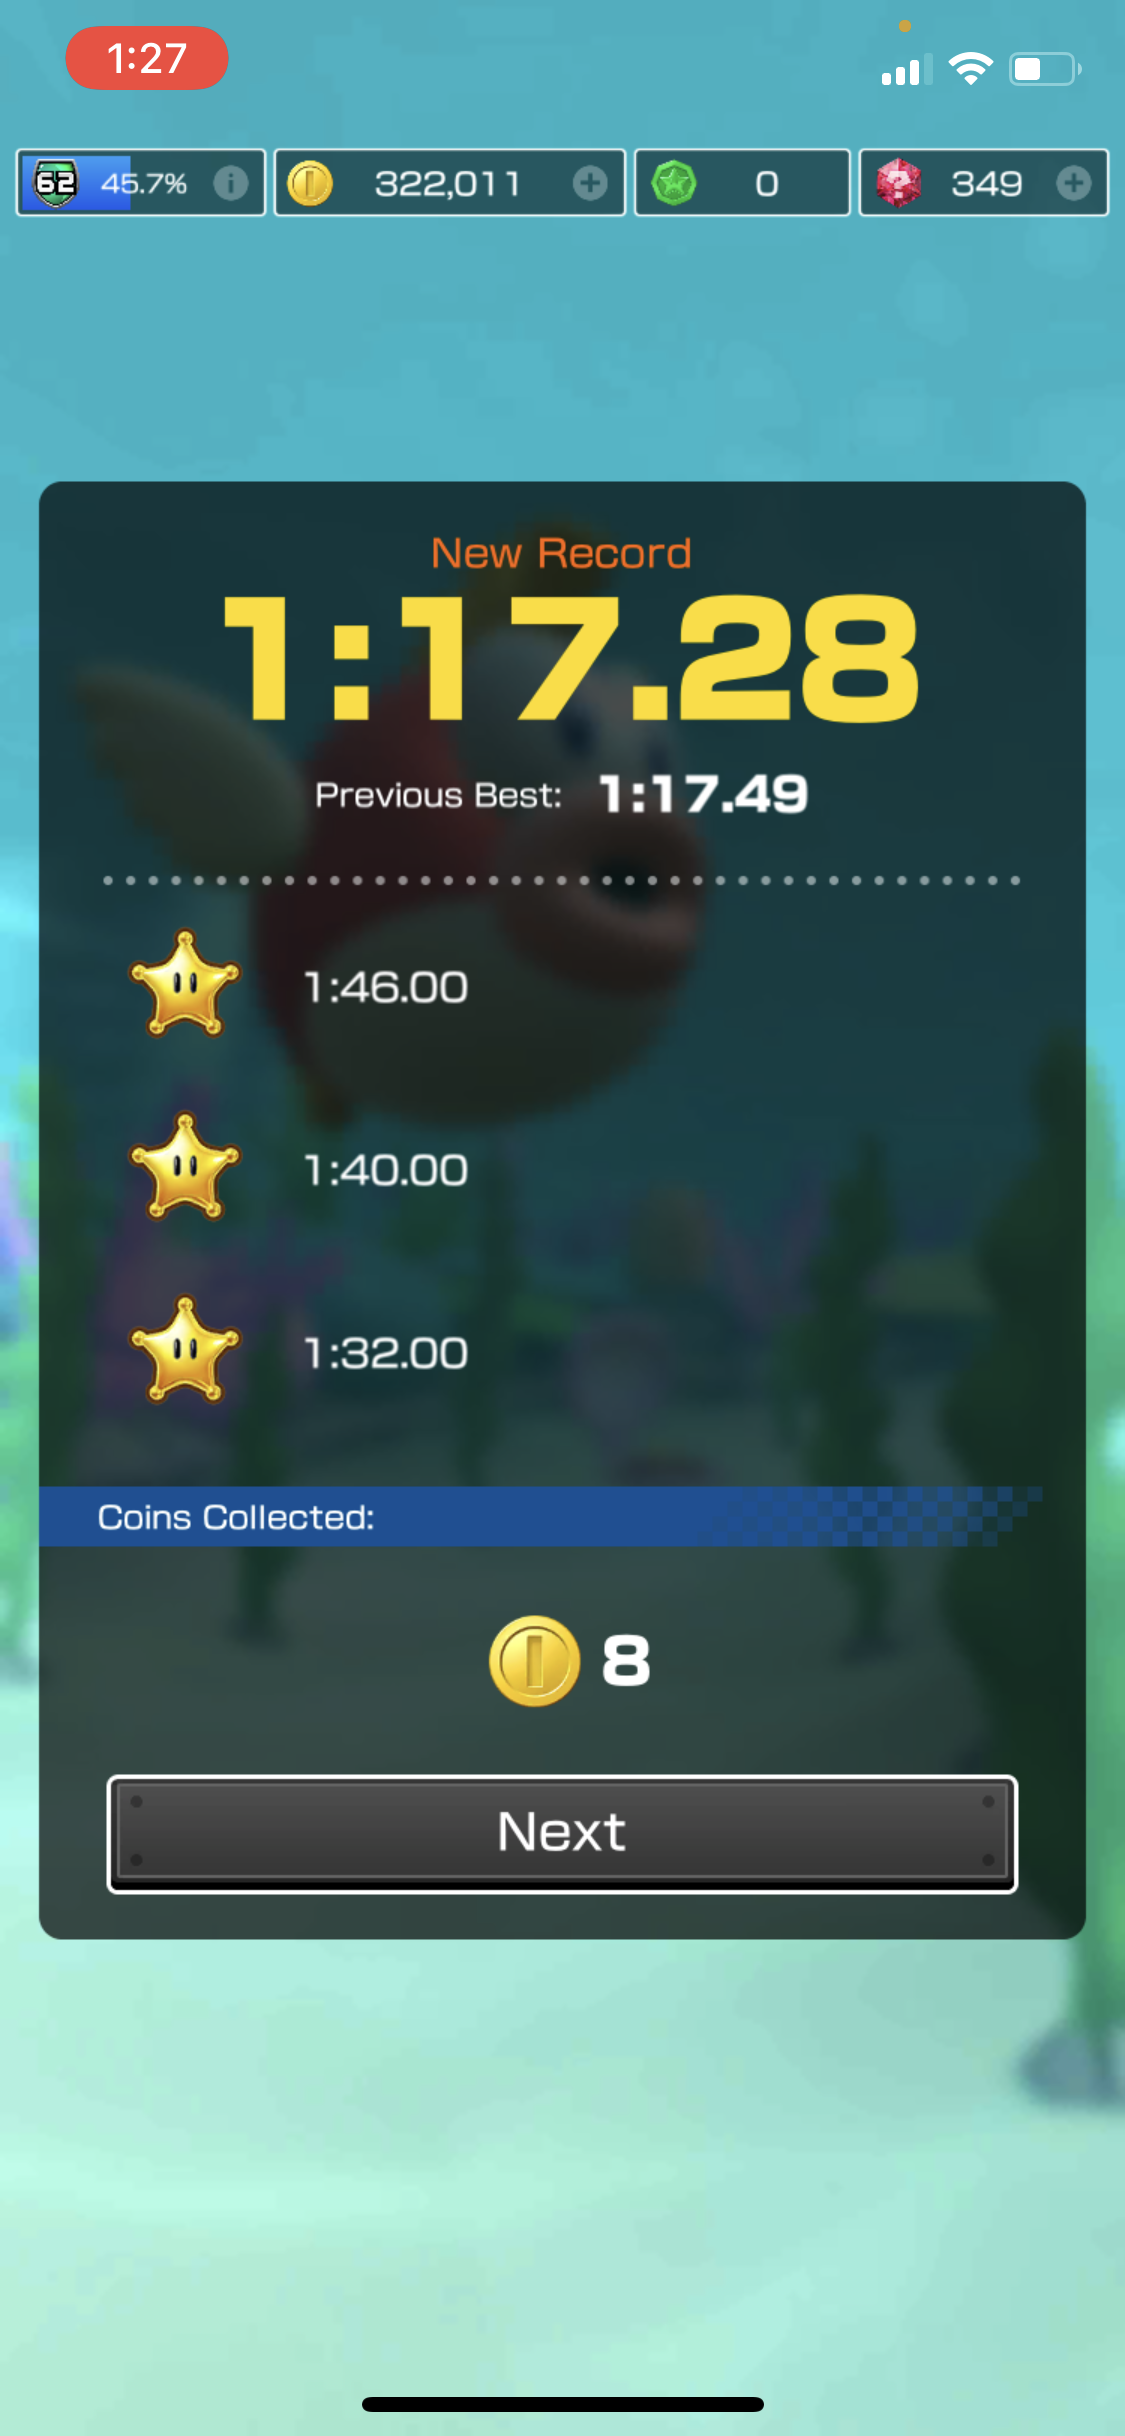 1:27
62 45.7% i 322,011 + 0 ? 349 +
New Record
1:17.28
Previous Best: 1:17.49
1:46.00
1:40.00
1:32.00
Coins Collected:
8
Next